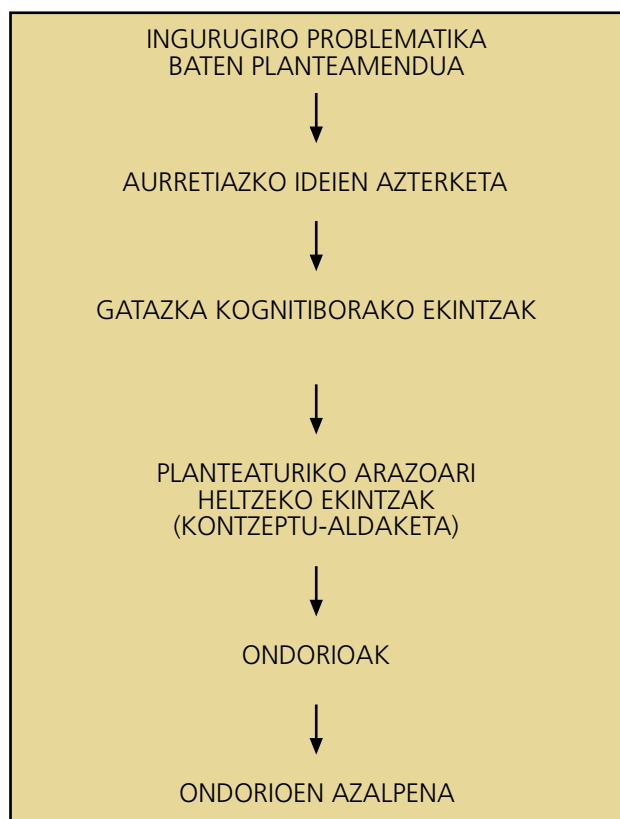 INGURUGIRO PROBLEMATIKA
BATEN PLANTEAMENDUA
AURRETIAZKO IDEIEN AZTERKETA
GATAZKA KOGNITIBORAKO EKINTZAK
PLANTEATURIKO ARAZOARI
HELTZEKO EKINTZAK
(KONTZEPTU-ALDAKETA)
ONDORIOAK
ONDORIOEN AZALPENA